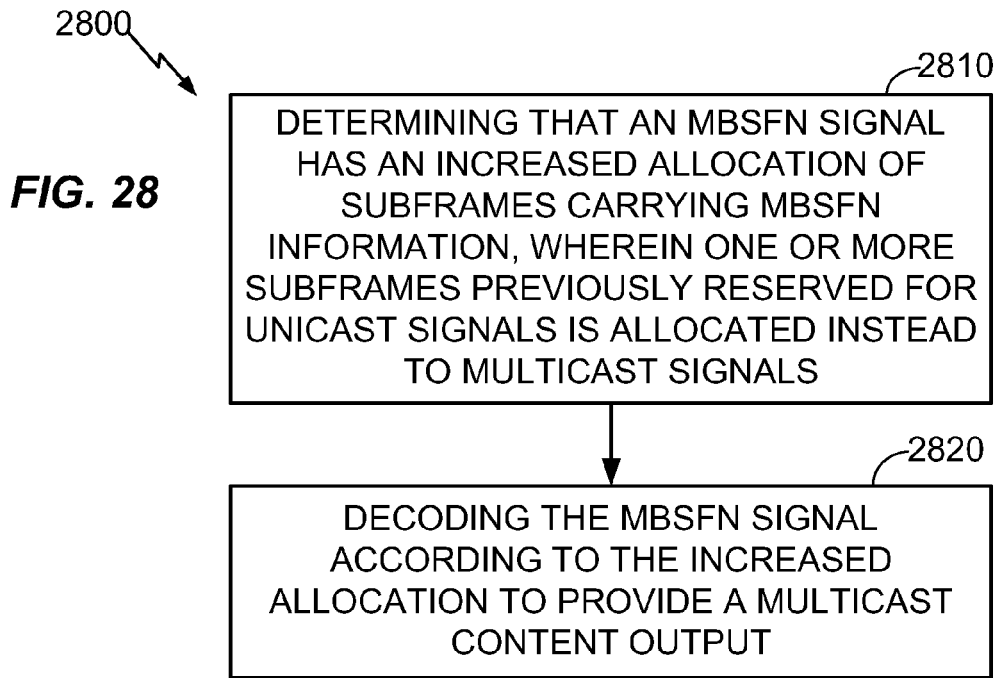 2800
FIG. 28
2810
DETERMINING THAT AN MBSFN SIGNAL
HAS AN INCREASED ALLOCATION OF
SUBFRAMES CARRYING MBSFN
INFORMATION, WHEREIN ONE OR MORE
SUBFRAMES PREVIOUSLY RESERVED FOR
UNICAST SIGNALS IS ALLOCATED INSTEAD
TO MULTICAST SIGNALS
2820
DECODING THE MBSFN SIGNAL
ACCORDING TO THE INCREASED
ALLOCATION TO PROVIDE A MULTICAST
CONTENT OUTPUT